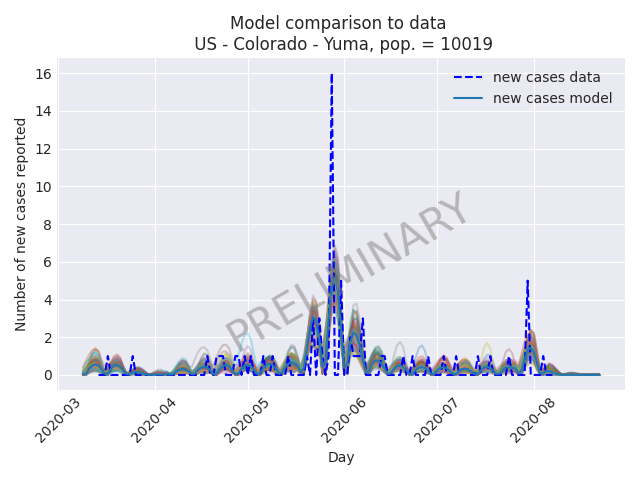 Model comparison to data
US - Colorado - Yuma, pop. = 10019
new cases data
new cases model
PRELIMINARY
Number of new cases reported
16
14
12
10
8
6
4
2
0
2020-03
2020-04
2020-05
2020-06
2020-07
2020-08
Day